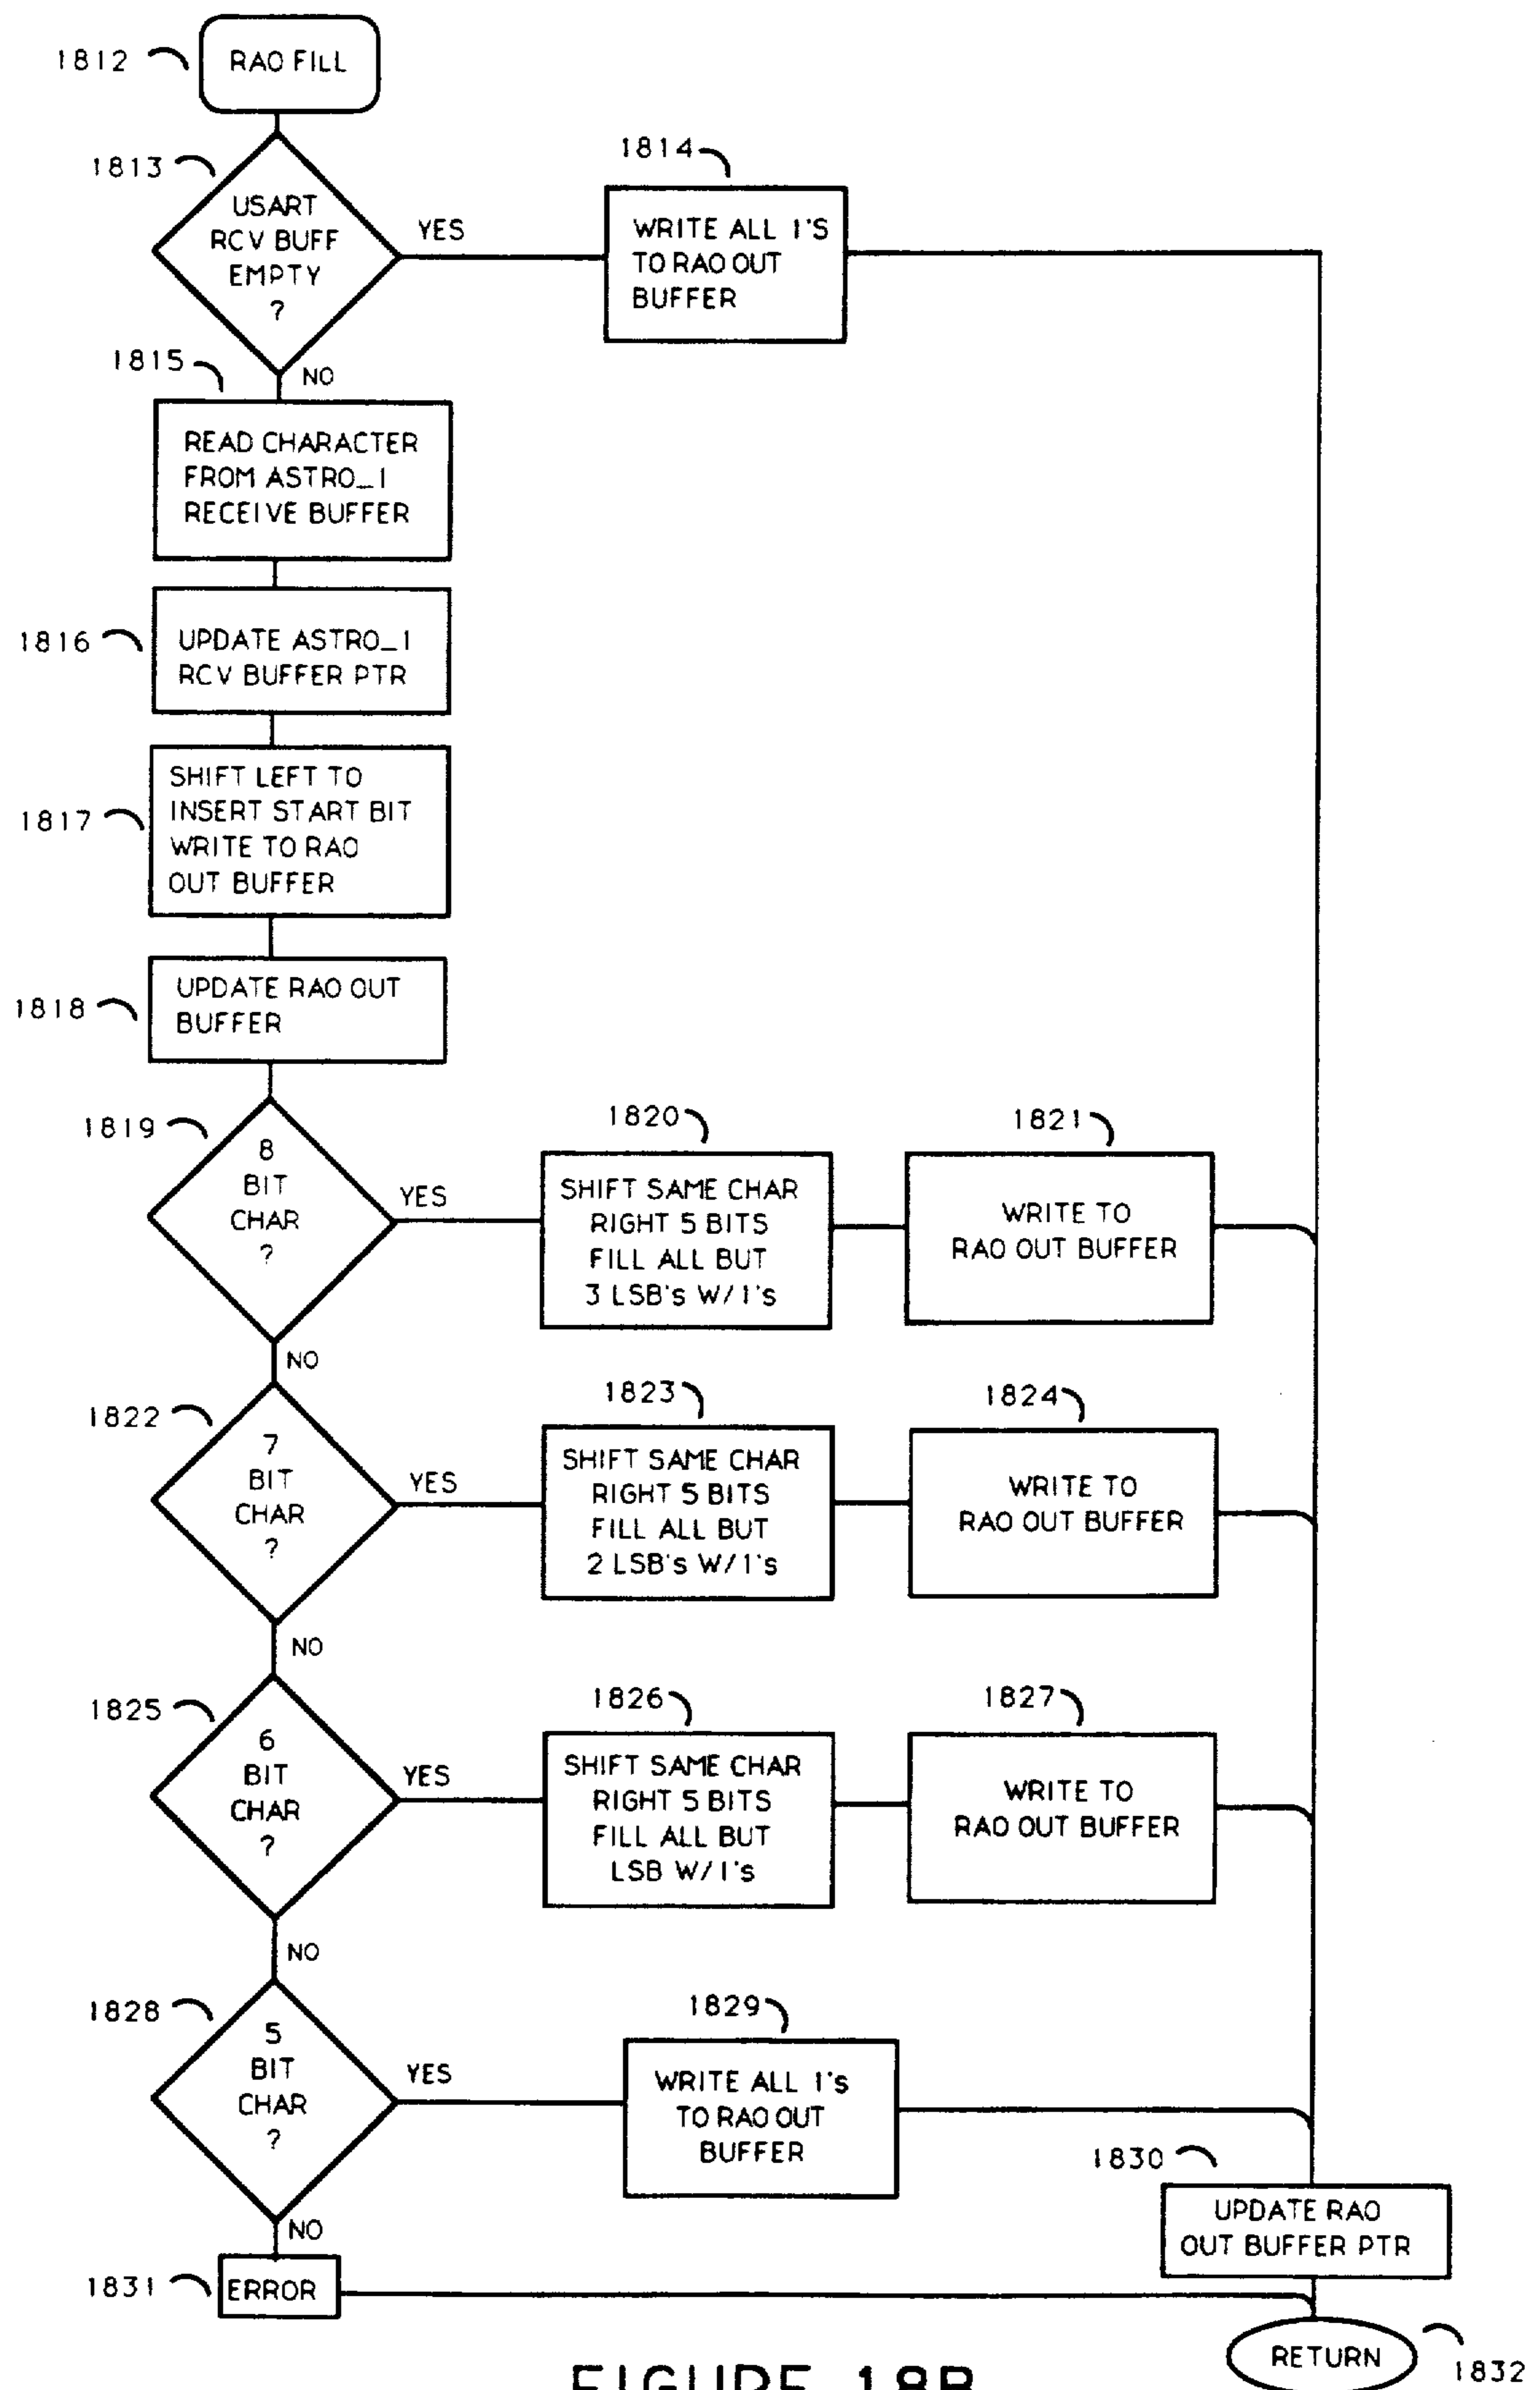 1812
RAO FILL
1813
USART
RCV BUFF
EMPTY
?
YES
1814
WRITE ALL 1'S
TO RAO OUT
BUFFER
NO
1815
READ CHARACTER
FROM ASTRO_1
RECEIVE BUFFER
1816
UPDATE ASTRO_1
RCV BUFFER PTR
1817
SHIFT LEFT TO
INSERT START BIT
WRITE TO RAO
OUT BUFFER
1818
UPDATE RAO OUT
BUFFER
1819
8
BIT
CHAR
?
YES
1820
SHIFT SAME CHAR
RIGHT 5 BITS
FILL ALL BUT
3 LSB's W/1's
1821
WRITE TO
RAO OUT BUFFER
NO
1822
7
BIT
CHAR
?
YES
1823
SHIFT SAME CHAR
RIGHT 5 BITS
FILL ALL BUT
2 LSB's W/1's
1824
WRITE TO
RAO OUT BUFFER
NO
1825
6
BIT
CHAR
?
YES
1826
SHIFT SAME CHAR
RIGHT 5 BITS
FILL ALL BUT
LSB W/1's
1827
WRITE TO
RAO OUT BUFFER
NO
1828
5
BIT
CHAR
?
YES
1829
WRITE ALL 1's
TO RAO OUT
BUFFER
NO
1830
UPDATE RAO
OUT BUFFER PTR
1831
ERROR
RETURN
1832
FIGURE 18B